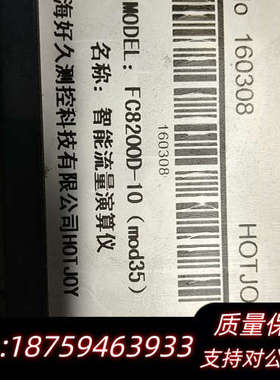 o 160308
HOTJO
160308
MODEL: FC8200D-10 (mod35)
名称: 智能流量演算仪
海好久测控科技有限公司HOTJOY
质量保
:18759463933
支持对公